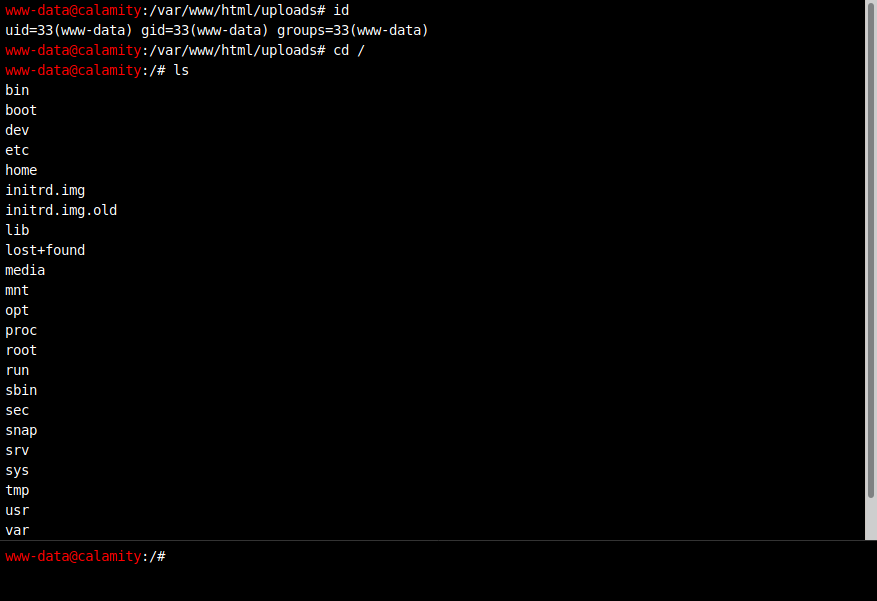 www-data@calamity:/var/www/html/uploads# id
uid=33(www-data) gid=33(www-data) groups=33(www-data)
www-data@calamity:/var/www/html/uploads# cd /
www-data@calamity:/# ls
bin
boot
dev
etc
home
initrd.img
initrd.img.old
lib
lost+found
media
mnt
opt
proc
root
run
sbin
sec
snap
srv
sys
tmp
usr
var
www-data@calamity:/#